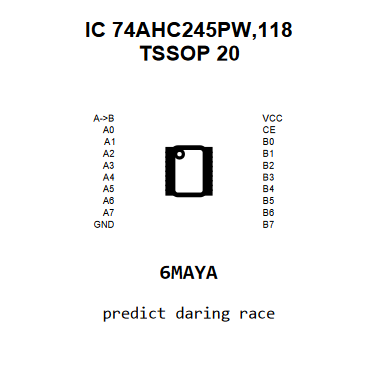 IC 74AHC245PW,118
TSSOP 20
A->B VCC
A0 CE
A1 B0
A2 B1
A3 B2
A4 B3
A5 B4
A6 B5
A7 B6
GND B7
6MAYA
predict daring race